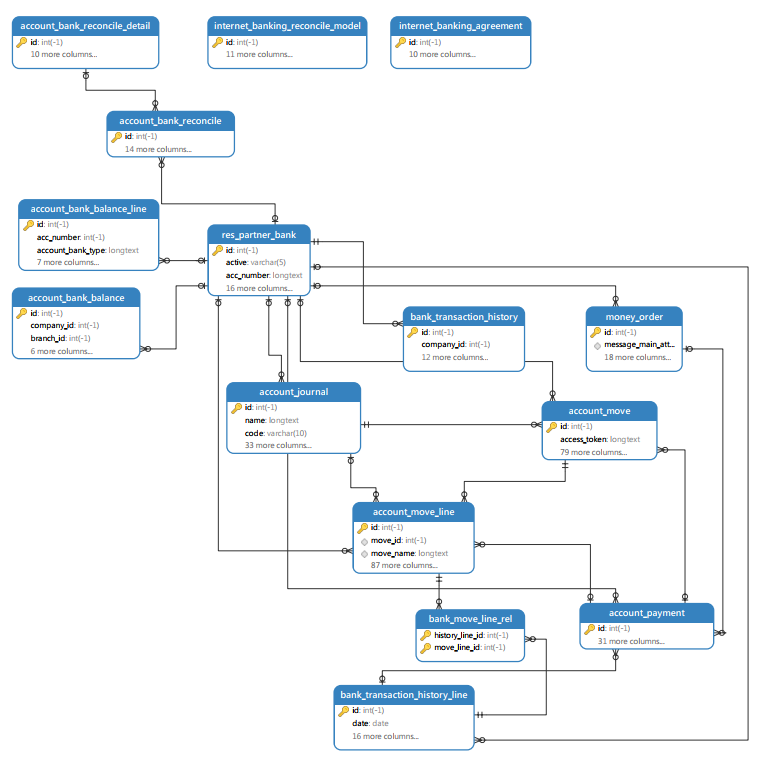 account_bank_reconcile_detail
id: int(-1)
10 more columns...
internet_banking_reconcile_model
id: int(-1)
11 more columns...
internet_banking_agreement
id: int(-1)
10 more columns...
account_bank_reconcile
id: int(-1)
14 more columns...
account_bank_balance_line
id: int(-1)
acc_number: int(-1)
account_bank_type: longtext
7 more columns...
res_partner_bank
id: int(-1)
active: varchar(5)
acc_number: longtext
16 more columns...
account_bank_balance
id: int(-1)
company_id: int(-1)
branch_id: int(-1)
6 more columns...
bank_transaction_history
id: int(-1)
company_id: int(-1)
12 more columns...
money_order
id: int(-1)
message_main_att...
18 more columns...
account_journal
id: int(-1)
name: longtext
code: varchar(10)
33 more columns...
account_move
id: int(-1)
access_token: longtext
79 more columns...
account_move_line
id: int(-1)
move_id: int(-1)
move_name: longtext
87 more columns...
bank_move_line_rel
history_line_id: int(-1)
move_line_id: int(-1)
account_payment
id: int(-1)
31 more columns...
bank_transaction_history_line
id: int(-1)
date: date
16 more columns...